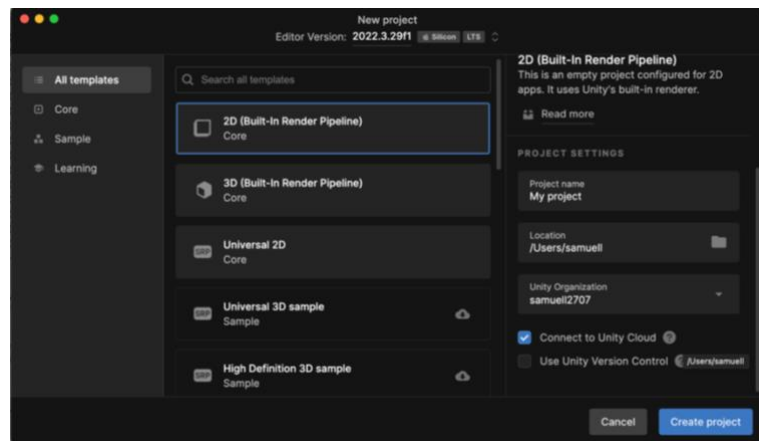 New project
Editor Version: 2022.3.29f1 Silicon LTS
All templates
Core
Sample
Learning
Search all templates
2D (Built-In Render Pipeline)
Core
3D (Built-In Render Pipeline)
Core
Universal 2D
Core
Universal 3D sample
Sample
High Definition 3D sample
Sample
2D (Built-In Render Pipeline)
This is an empty project configured for 2D
apps. It uses Unity's built-in renderer.
Read more
PROJECT SETTINGS
Project name
My project
Location
/Users/samuell
Unity Organization
samuell2707
Connect to Unity Cloud ?
Use Unity Version Control /Users/samuell
Cancel
Create project